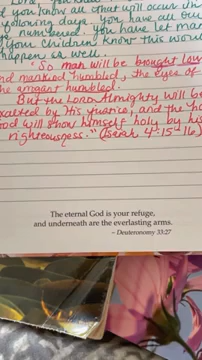 Lord, You know
of you know all that will occur
following days. You have all
numbered. You have let
your children know this would
happen as well.
"So man will be brought low
and mankind humbled, the eyes of
the arrogant humbled.
But the Lord Almighty will be
exalted by His justice, and the
God will show himself holy by his
righteousness." (Isaiah 5:15-16)
The eternal God is your refuge,
and underneath are the everlasting arms.
~ Deuteronomy 33:27